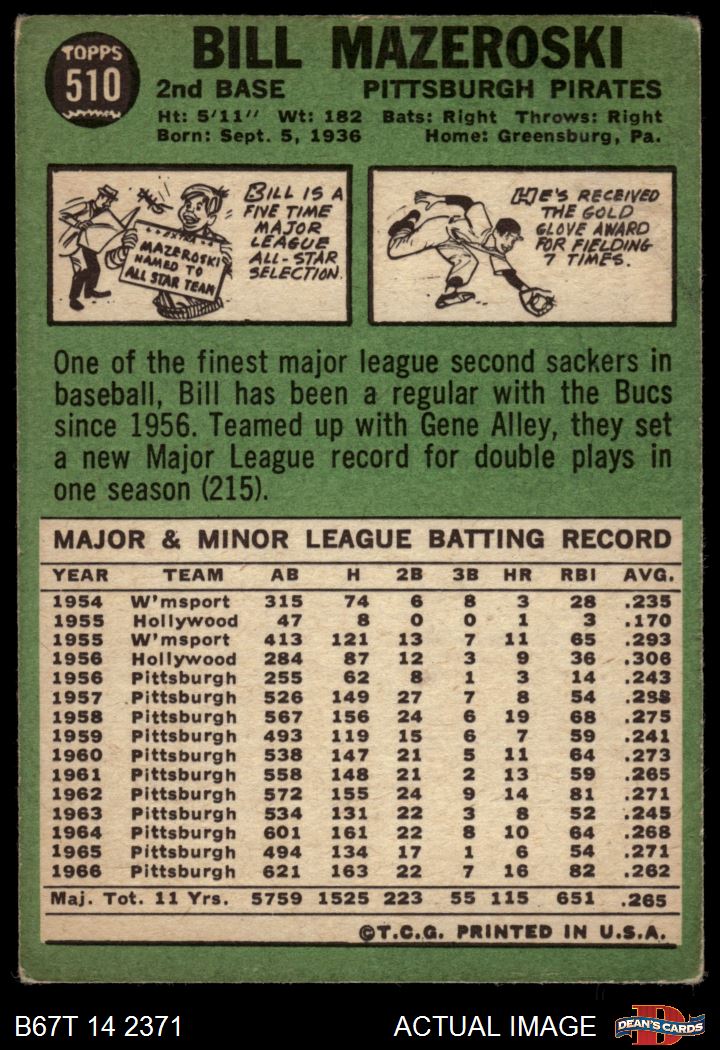 TOPPS
510
BILL MAZEROSKI
2nd BASE PITTSBURGH PIRATES
Ht: 5'11" Wt: 182 Bats: Right Throws: Right
Born: Sept. 5, 1936 Home: Greensburg, Pa.
EXTRA
MAZEROSKI
NAMED TO
ALL STAR TEAM
BILL IS A
FIVE TIME
MAJOR
LEAGUE
ALL-STAR
SELECTION.
HE'S RECEIVED
THE GOLD
GLOVE AWARD
FOR FIELDING
7 TIMES.
One of the finest major league second sackers in
baseball, Bill has been a regular with the Bucs
since 1956. Teamed up with Gene Alley, they set
a new Major League record for double plays in
one season (215).
MAJOR & MINOR LEAGUE BATTING RECORD
YEAR TEAM AB H 2B 3B HR RBI AVG.
1954 W'msport 315 74 6 8 3 28 .235
1955 Hollywood 47 8 0 0 1 3 .170
1955 W'msport 413 121 13 7 11 65 .293
1956 Hollywood 284 87 12 3 9 36 .306
1956 Pittsburgh 255 62 8 1 3 14 .243
1957 Pittsburgh 526 149 27 7 8 54
1958 Pittsburgh 567 156 24 6 19 68 .275
1959 Pittsburgh 493 119 15 6 7 59 .241
1960 Pittsburgh 538 147 21 5 11 64 .273
1961 Pittsburgh 558 148 21 2 13 59 .265
1962 Pittsburgh 572 155 24 9 14 81 .271
1963 Pittsburgh 534 131 22 3 8 52 .245
1964 Pittsburgh 601 161 22 8 10 64 .268
1965 Pittsburgh 494 134 17 1 6 54 .271
1966 Pittsburgh 621 163 22 7 16 82 .262
Maj. Tot. 11 Yrs. 5759 1525 223 55 115 651 .265
©T.C.G. PRINTED IN U.S.A.
B67T 14 2371 ACTUAL IMAGE
D
DEAN'S CARDS